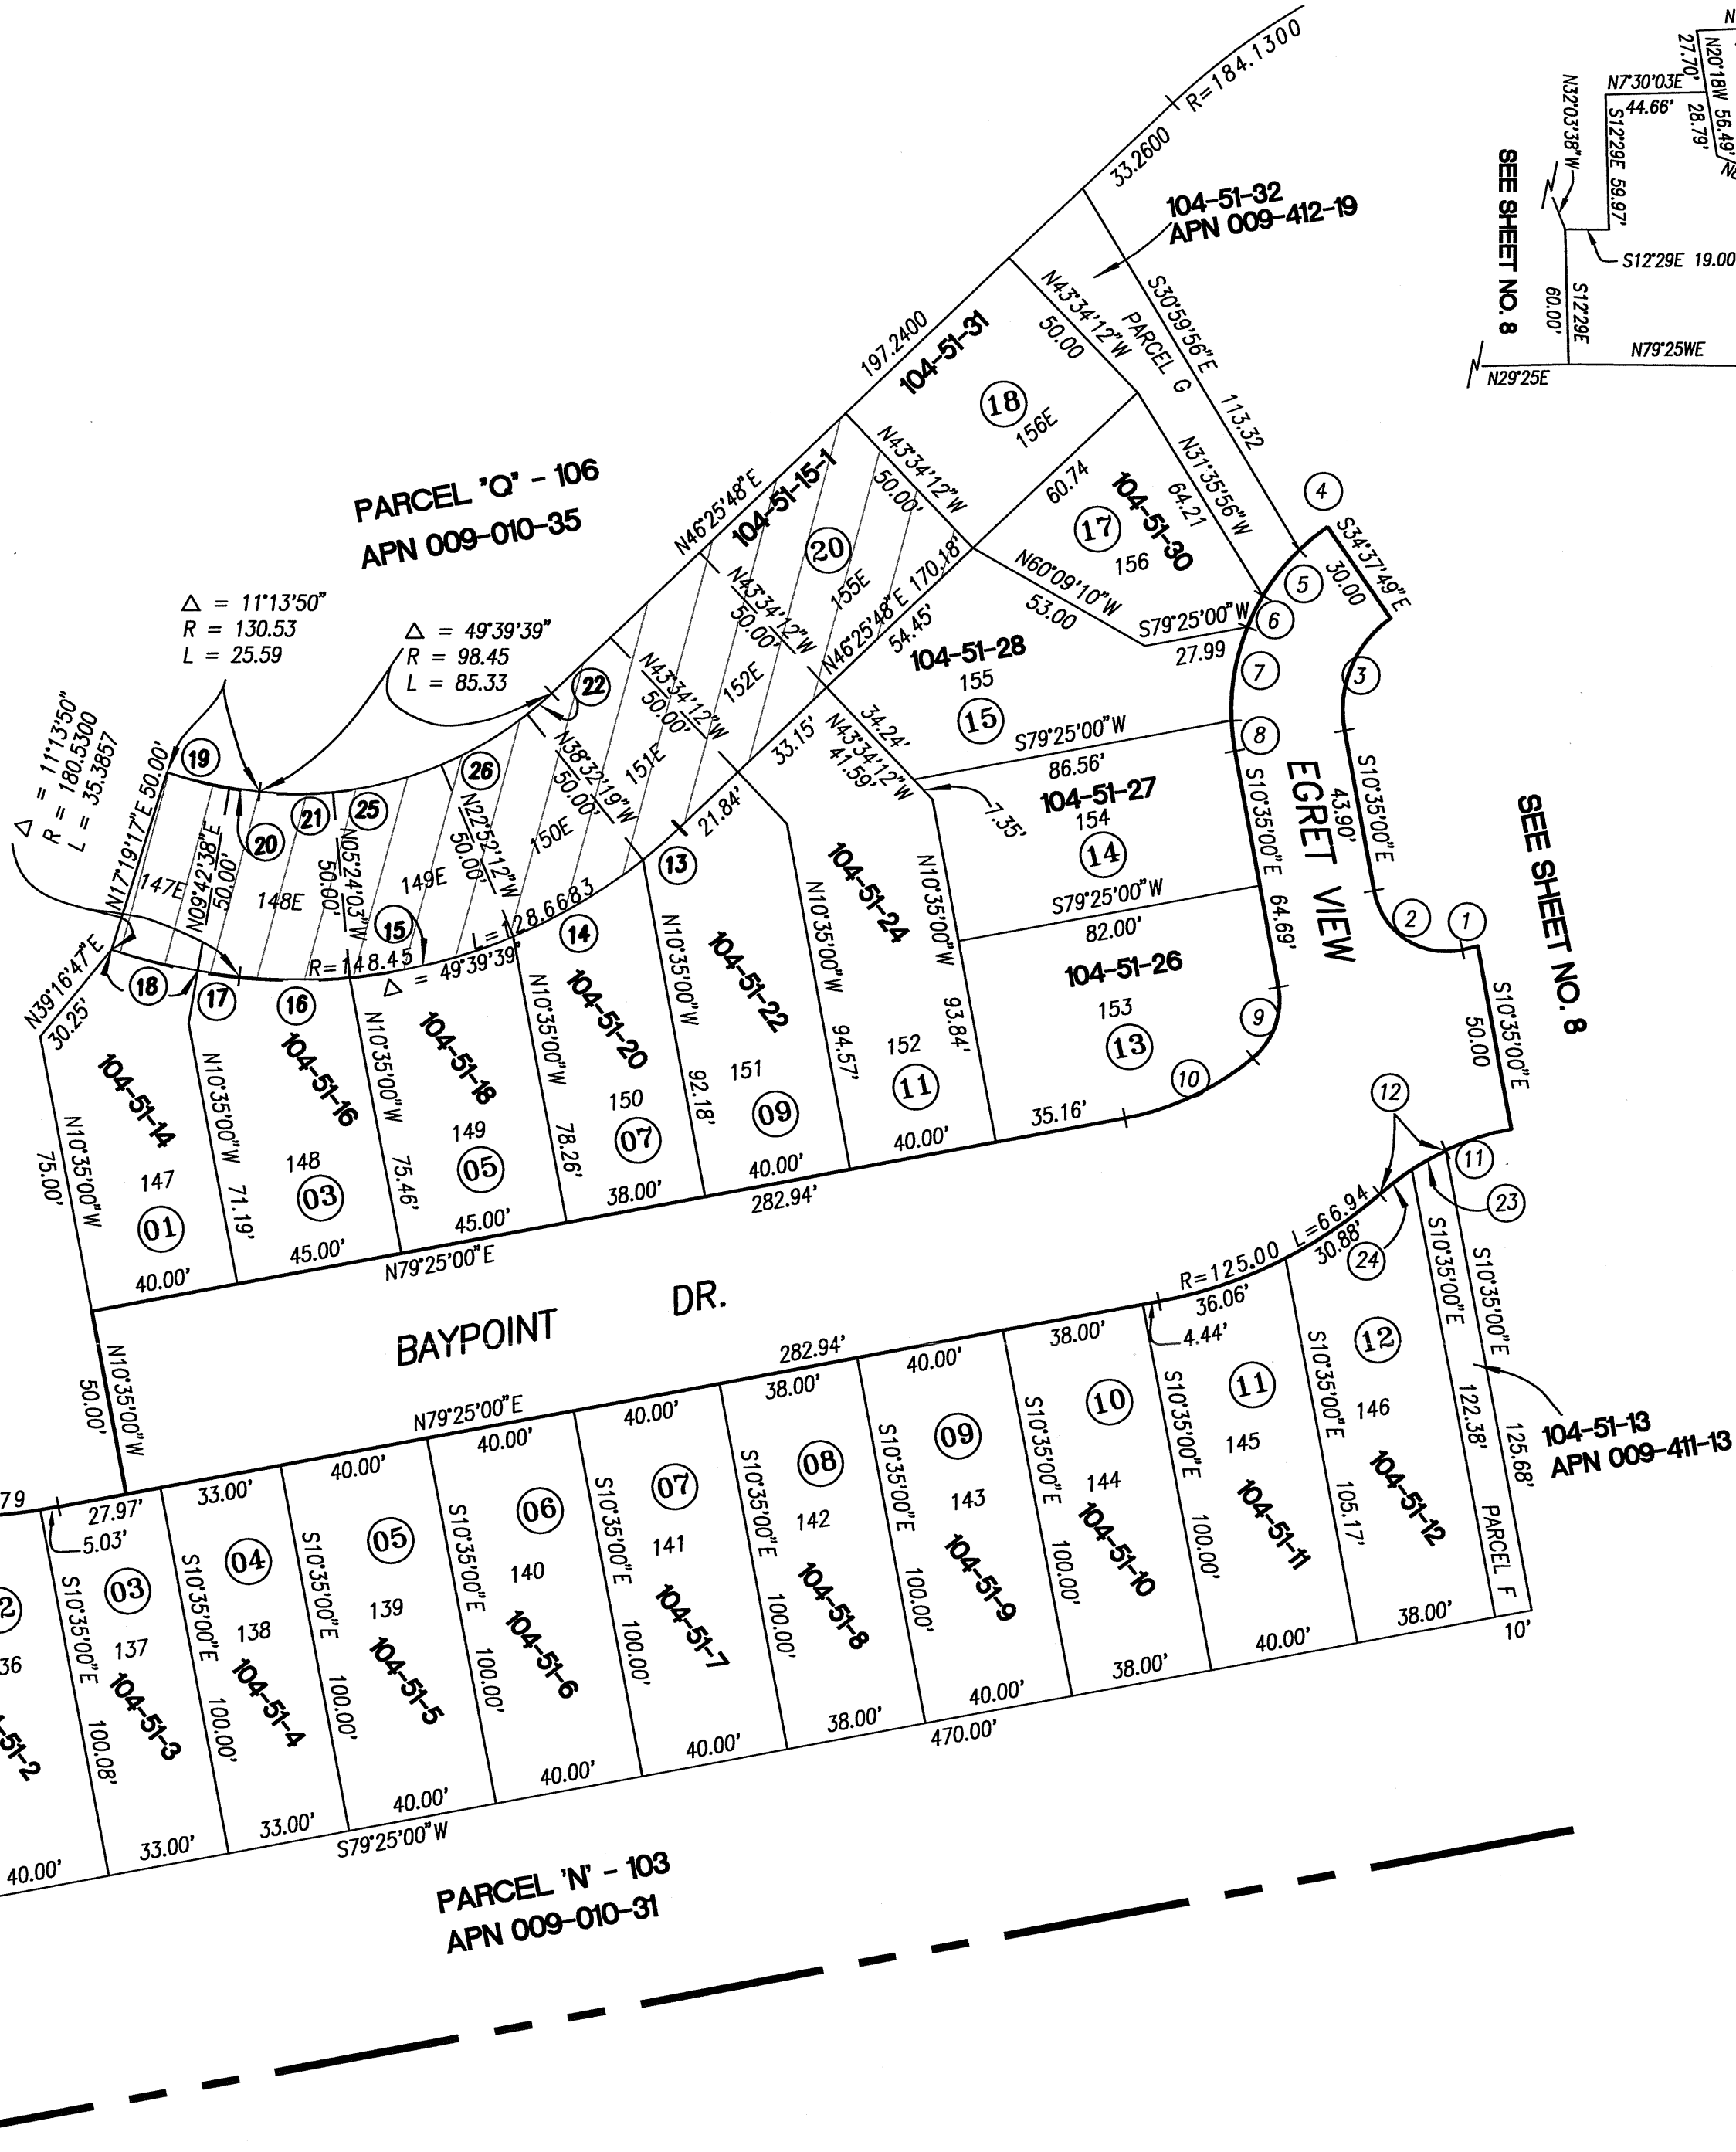 R=184.1300
33.2600
104-51-32
APN 009-412-19
N32°03'38"W
N7°30'03E
44.66'
27.70'
N20°18W 56.49'
28.79'
S12°29E 59.97'
SEE SHEET NO. 8
S12°29E 19.00
S12°29E
60.00'
N79°25WE
N29°25E
197.2400
104-51-31
18
156E
N43°34'12"W
50.00
PARCEL G
S30°59'56"E
113.32
N31°35'56"W
64.21
4
S34°37'49"E
30.00
5
6
7
8
3
PARCEL 'Q' - 106
APN 009-010-35
N46°25'48"E
104-51-15-1
20
155E
N43°34'12"W
50.00'
N43°34'12"W
50.00'
N46°25'48"E 170.18'
54.45'
60.74
104-51-30
17
156
N60°09'10"W
53.00
S79°25'00"W
27.99
104-51-28
155
15
S79°25'00"W
86.56'
Δ = 11°13'50"
R = 130.53
L = 25.59
Δ = 49°39'39"
R = 98.45
L = 85.33
Δ = 11°13'50"
R = 180.5300
L = 35.3857
22
152E
N43°34'12"W
50.00'
151E
33.15'
34.24'
N43°34'12"W
41.59'
7.35'
104-51-27
154
14
S79°25'00"W
82.00'
19
20
21
25
26
N17°19'17"E 50.00'
147E
N09°42'38"E
50.00'
148E
N05°24'03"W
50.00'
149E
N22°52'12"W
50.00'
150E
N38°32'19"W
50.00'
21.84'
13
14
15
L=128.6683
R=148.45
Δ = 49°39'39"
16
17
18
N39°16'47"E
30.25'
EGRET VIEW
S10°35'00"E
43.90'
S10°35'00"E
64.69'
2
1
SEE SHEET NO. 8
S10°35'00"E
50.00
104-51-26
153
13
9
10
35.16'
104-51-24
N10°35'00"W
93.84'
152
11
40.00'
104-51-22
N10°35'00"W
94.57'
151
09
40.00'
104-51-20
N10°35'00"W
92.18'
150
07
38.00'
104-51-18
N10°35'00"W
78.26'
149
05
45.00'
104-51-16
N10°35'00"W
75.46'
148
03
45.00'
104-51-14
N10°35'00"W
71.19'
147
01
40.00'
N10°35'00"W
75.00'
282.94'
N79°25'00"E
BAYPOINT DR.
N10°35'00"W
50.00'
12
11
23
24
L=66.94
30.88'
R=125.00
36.06'
4.44'
282.94'
N79°25'00"E
79
27.97'
5.03'
33.00'
40.00'
40.00'
40.00'
38.00'
40.00'
38.00'
36
S10°35'00"E
100.08'
03
137
104-51-3
33.00'
S10°35'00"E
100.00'
04
138
104-51-4
33.00'
S10°35'00"E
100.00'
05
139
104-51-5
40.00'
S10°35'00"E
100.00'
06
140
104-51-6
40.00'
S10°35'00"E
100.00'
07
141
104-51-7
40.00'
S10°35'00"E
100.00'
08
142
104-51-8
38.00'
S10°35'00"E
100.00'
09
143
104-51-9
40.00'
S10°35'00"E
100.00'
10
144
104-51-10
38.00'
S10°35'00"E
100.00'
11
145
104-51-11
40.00'
S10°35'00"E
105.17'
12
146
104-51-12
38.00'
S10°35'00"E
122.38'
S10°35'00"E
125.68'
PARCEL F
10'
104-51-13
APN 009-411-13
51-2
40.00'
S79°25'00"W
470.00'
PARCEL 'N' - 103
APN 009-010-31